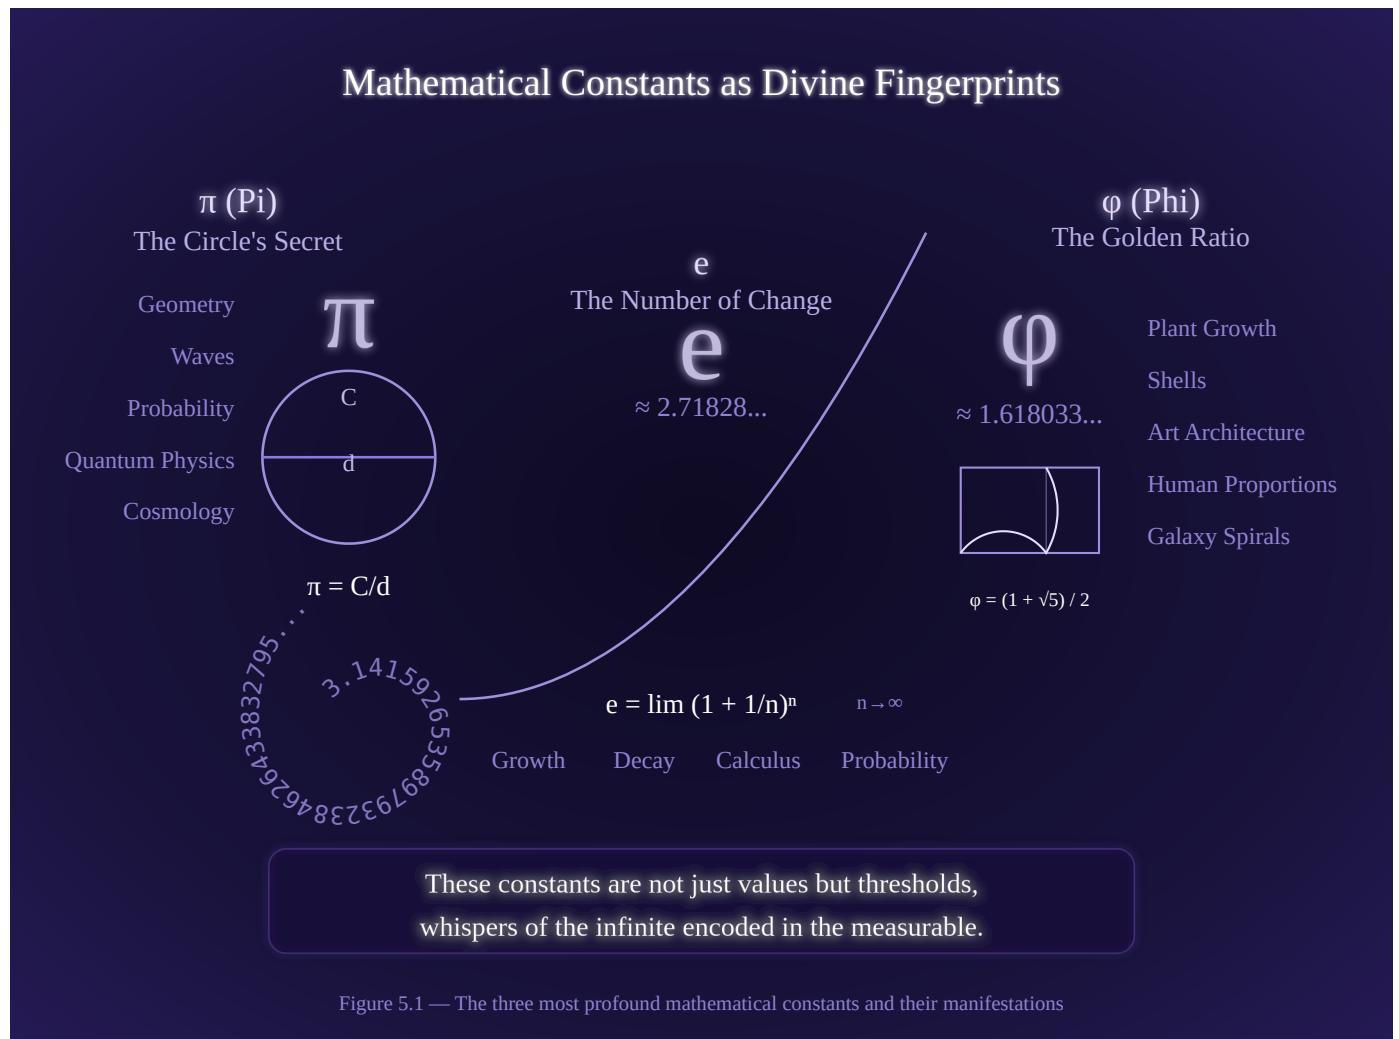 Mathematical Constants as Divine Fingerprints
π (Pi)
The Circle's Secret
Geometry
Waves
Probability
Quantum Physics
Cosmology
π
C
d
π = C/d
3.141592653589793238462643383279​5...
e
The Number of Change
e
≈ 2.71828...
e = lim (1 + 1/n)ⁿ
n→∞
Growth Decay Calculus Probability
φ (Phi)
The Golden Ratio
φ
≈ 1.618033...
φ = (1 + √5) / 2
Plant Growth
Shells
Art Architecture
Human Proportions
Galaxy Spirals
These constants are not just values but thresholds,
whispers of the infinite encoded in the measurable.
Figure 5.1 — The three most profound mathematical constants and their manifestations